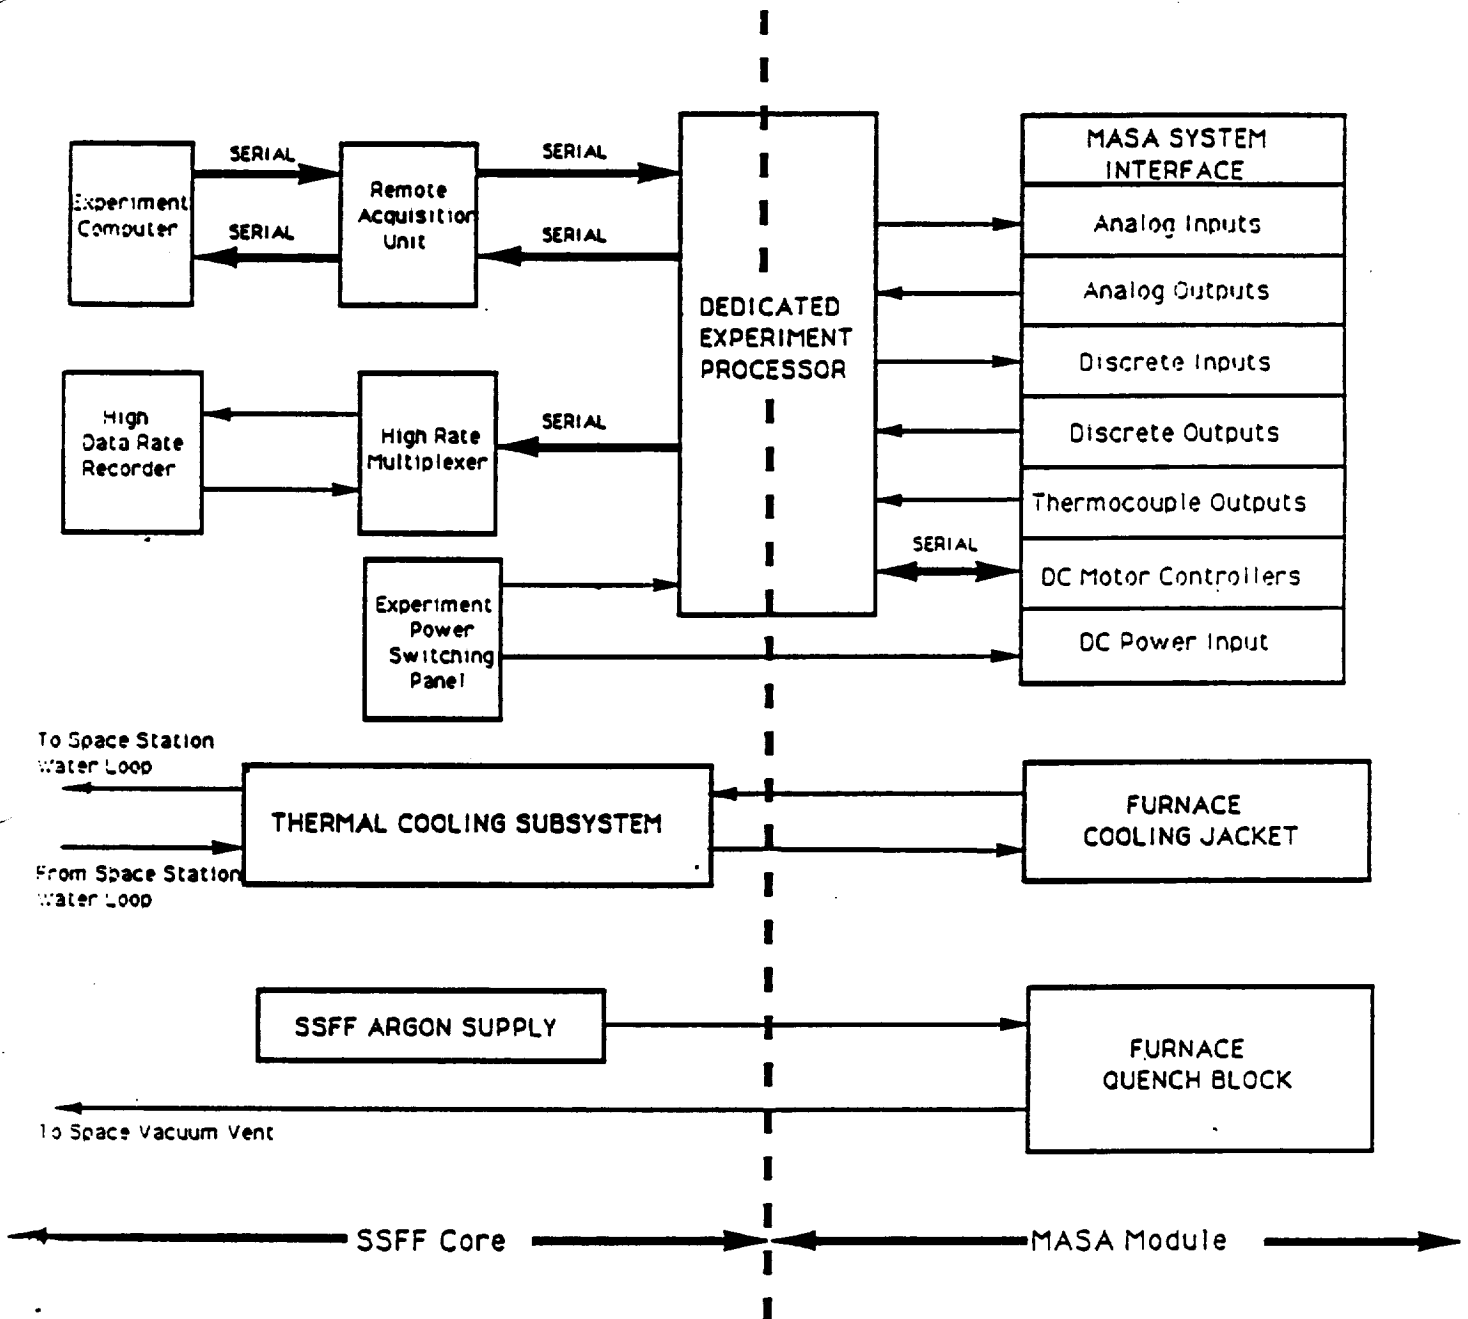 SERIAL
SERIAL
Experiment
Computer
Remote
Acquisition
Unit
SERIAL
SERIAL
DEDICATED
EXPERIMENT
PROCESSOR
MASA SYSTEM
INTERFACE
Analog Inputs
Analog Outputs
Discrete Inputs
Discrete Outputs
Thermocouple Outputs
SERIAL
DC Motor Controllers
DC Power Input
High
Data Rate
Recorder
High Rate
Multiplexer
SERIAL
Experiment
Power
Switching
Panel
To Space Station
Water Loop
THERMAL COOLING SUBSYSTEM
FURNACE
COOLING JACKET
From Space Station
Water Loop
SSFF ARGON SUPPLY
FURNACE
QUENCH BLOCK
To Space Vacuum Vent
SSFF Core
MASA Module